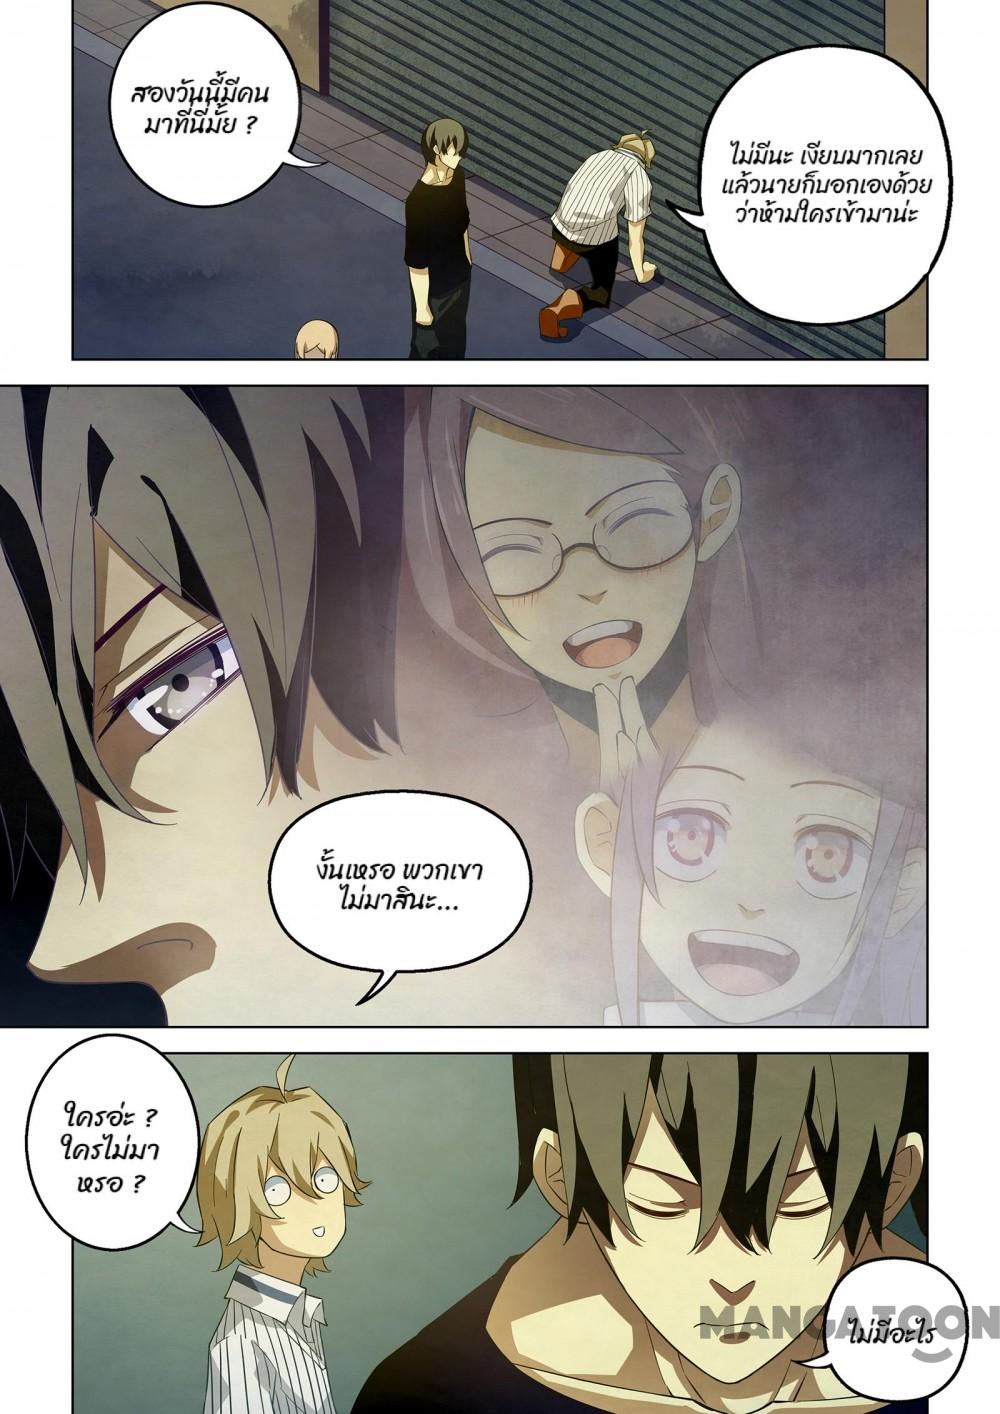 สองวันนี้มีคน
มาที่นี่มั้ย ?
ไม่มีนะ เงียบมากเลย
แล้วนายก็บอกเองด้วย
ว่าห้ามใครเข้ามาน่ะ
งั้นเหรอ พวกเขา
ไม่มาสินะ...
ใครอ่ะ ?
ใครไม่มา
หรอ ?
ไม่มีอะไร
MANGATOON